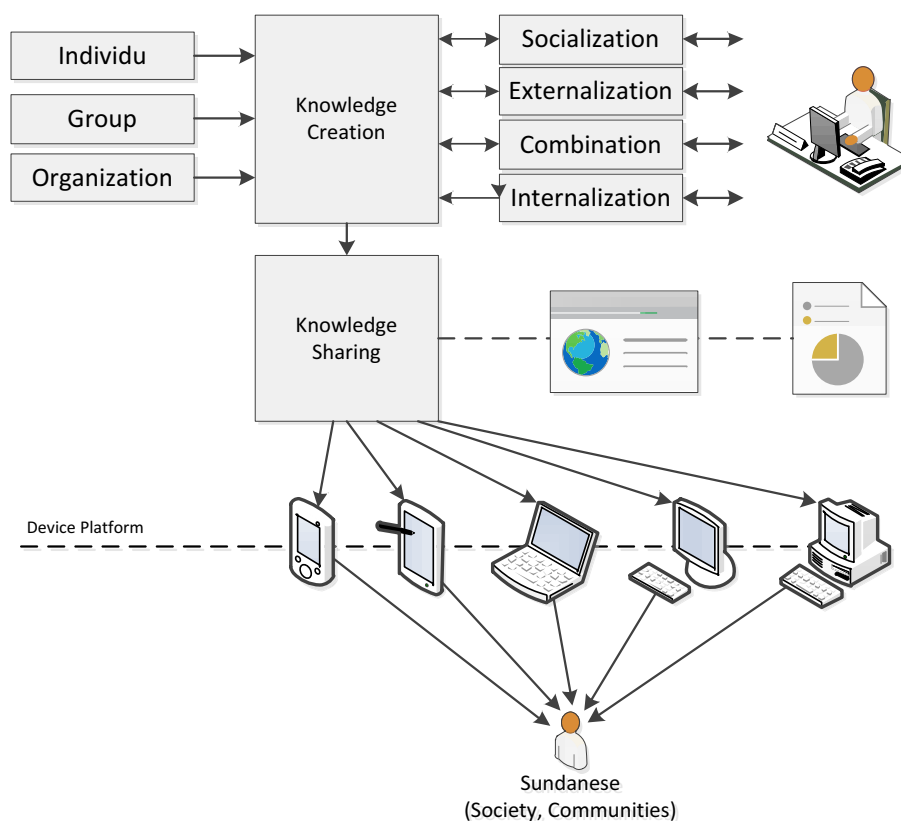 Individu
Group
Organization
Knowledge
Creation
Socialization
Externalization
Combination
Internalization
Knowledge
Sharing
Device Platform
Sundanese
(Society, Communities)